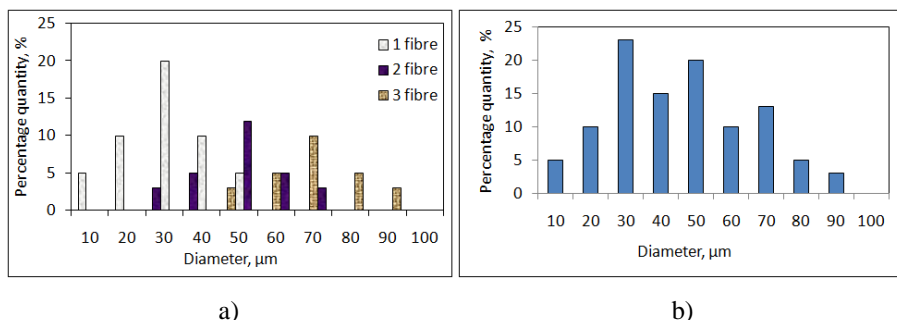 25
20
15
10
5
0
Percentage quantity, %
1 fibre
2 fibre
3 fibre
10 20 30 40 50 60 70 80 90 100
Diameter, µm
a)
25
20
15
10
5
0
Percentage quantity, %
10 20 30 40 50 60 70 80 90 100
Diameter, µm
b)